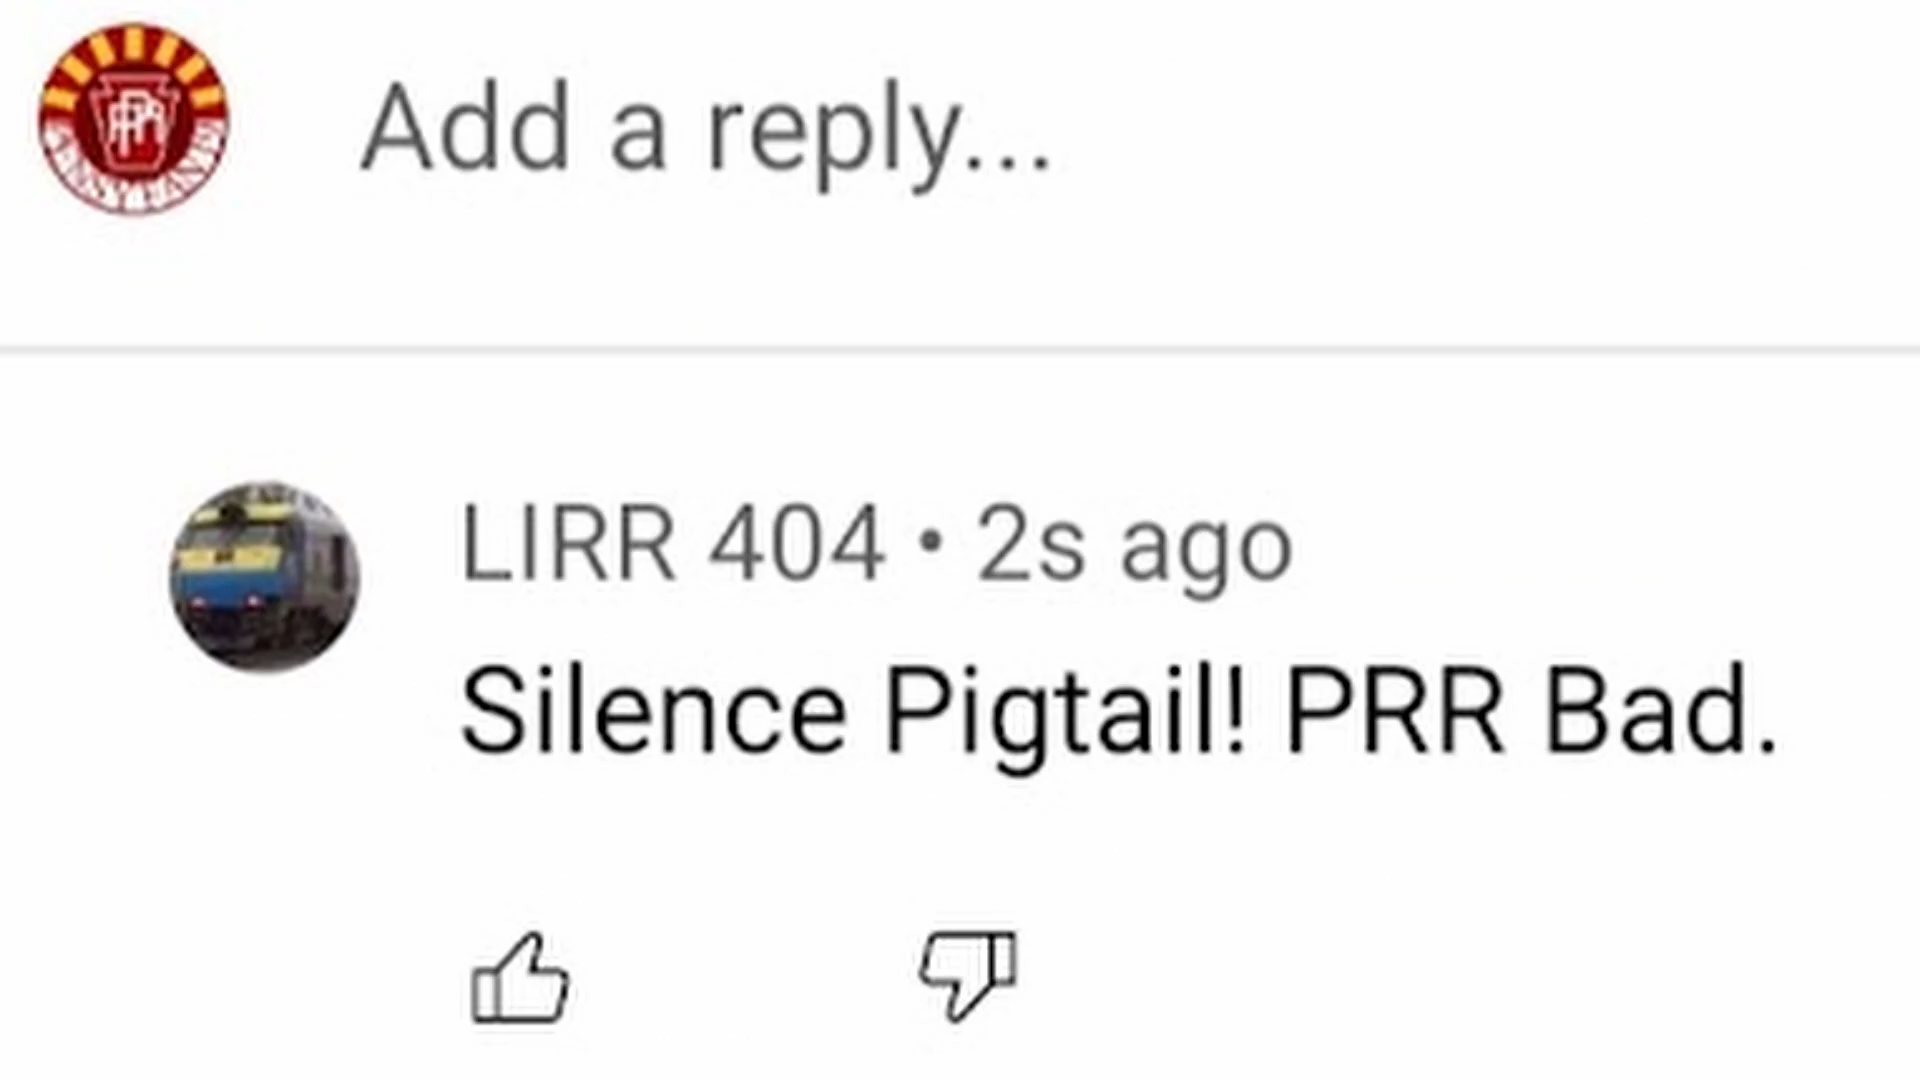 Add a reply...
LIRR 404 • 2s ago
Silence Pigtail! PRR Bad.